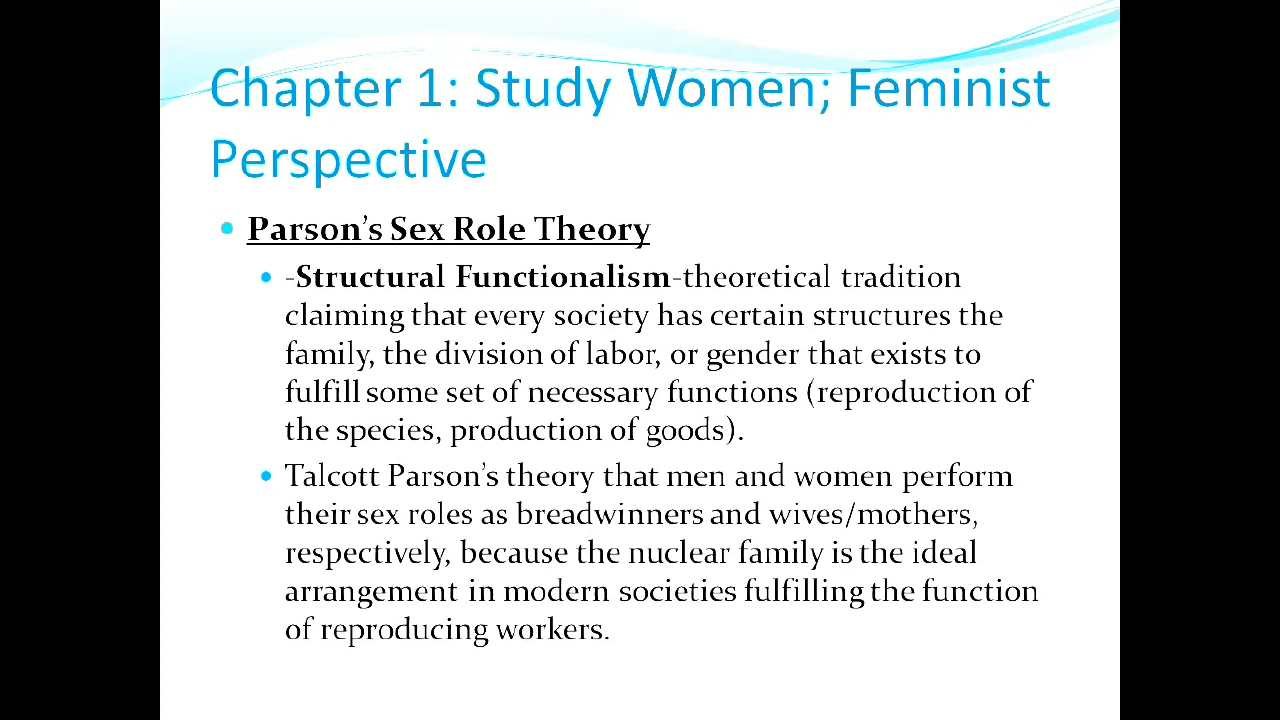 Chapter 1: Study Women; Feminist
Perspective
Parson's Sex Role Theory
-Structural Functionalism-theoretical tradition
claiming that every society has certain structures the
family, the division of labor, or gender that exists to
fulfill some set of necessary functions (reproduction of
the species, production of goods).
Talcott Parson's theory that men and women perform
their sex roles as breadwinners and wives/mothers,
respectively, because the nuclear family is the ideal
arrangement in modern societies fulfilling the function
of reproducing workers.